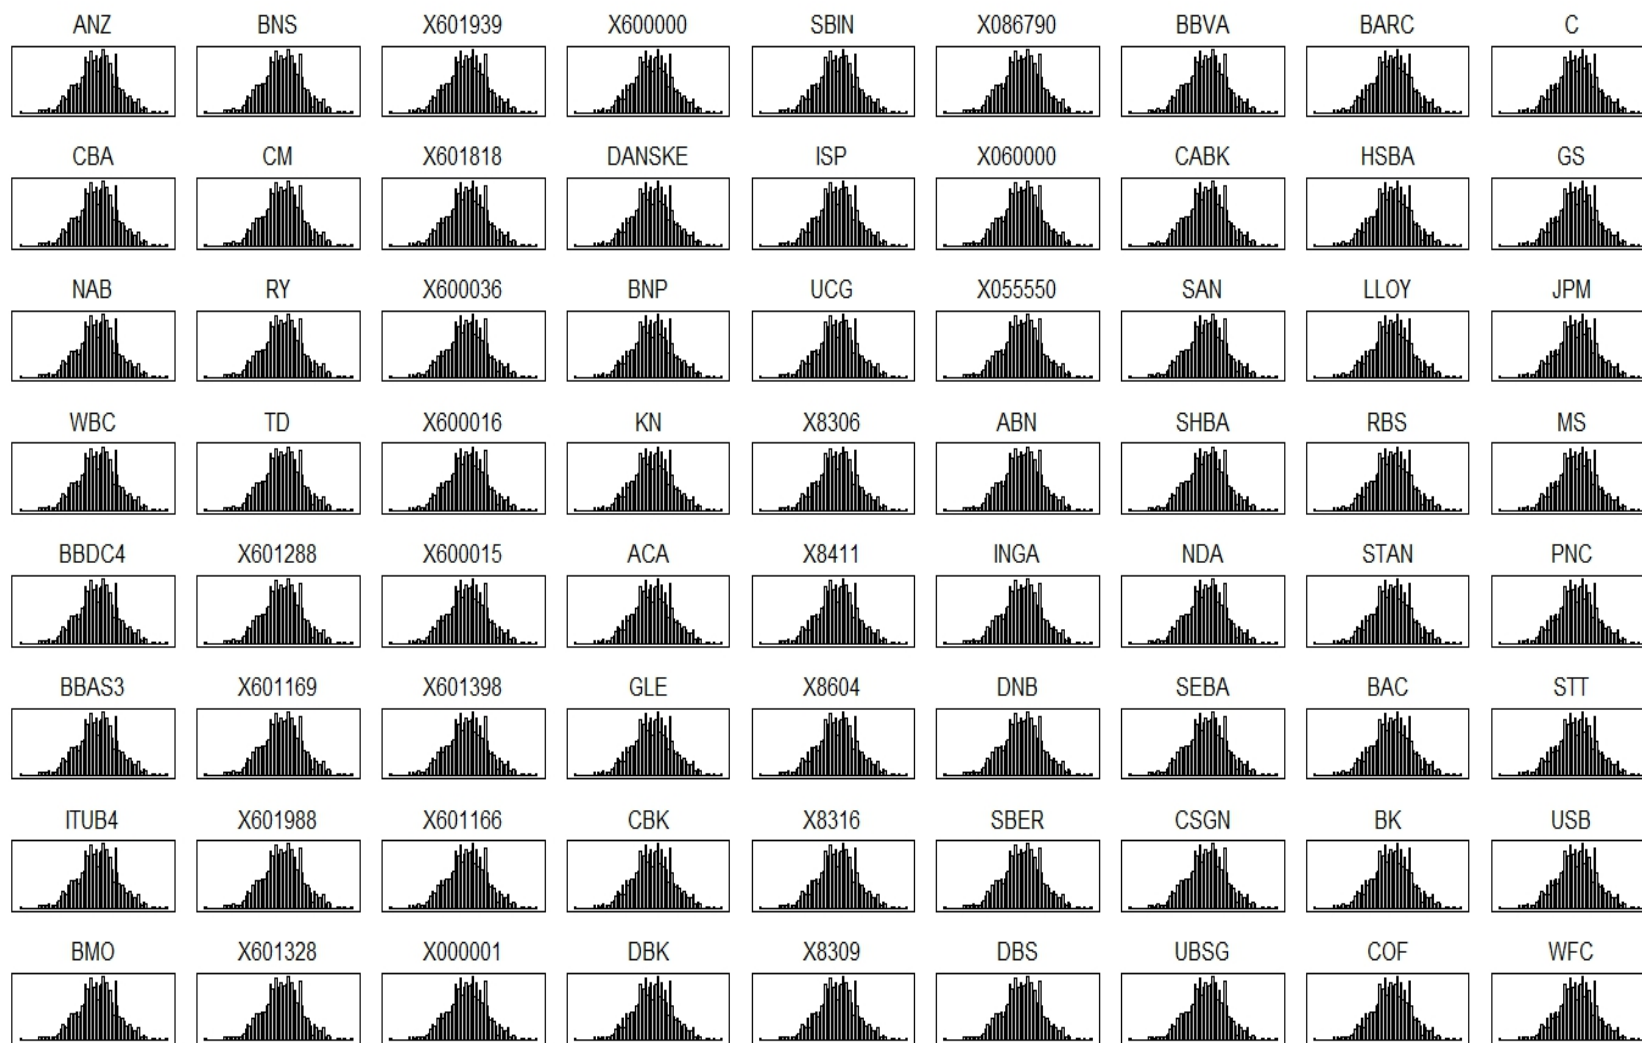 ANZ BNS X601939 X600000 SBIN X086790 BBVA BARC C
CBA CM X601818 DANSKE ISP X060000 CABK HSBA GS
NAB RY X600036 BNP UCG X055550 SAN LLOY JPM
WBC TD X600016 KN X8306 ABN SHBA RBS MS
BBDC4 X601288 X600015 ACA X8411 INGA NDA STAN PNC
BBAS3 X601169 X601398 GLE X8604 DNB SEBA BAC STT
ITUB4 X601988 X601166 CBK X8316 SBER CSGN BK USB
BMO X601328 X000001 DBK X8309 DBS UBSG COF WFC